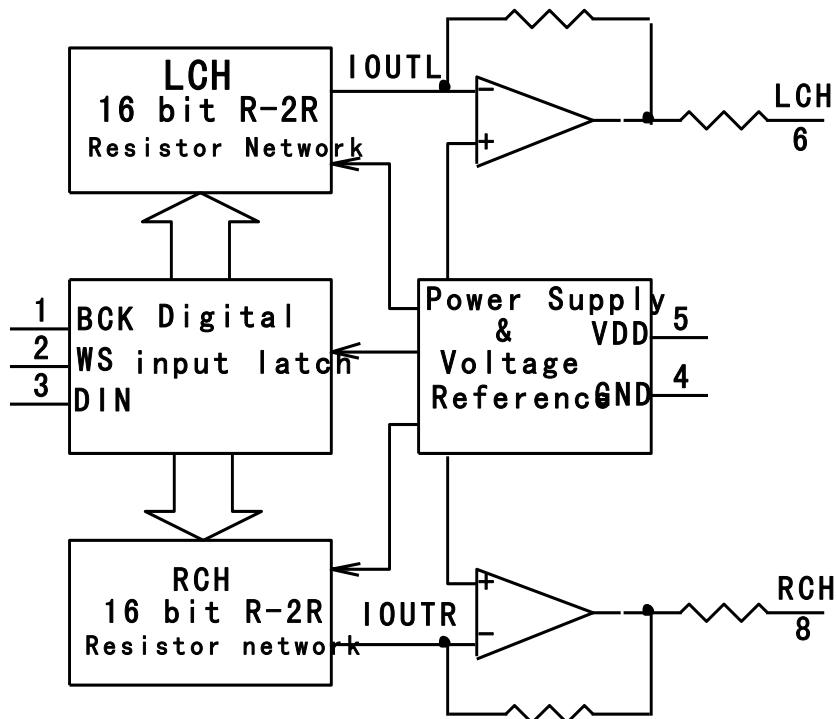 LCH
16 bit R-2R
Resistor Network
IOUTL
LCH
6
1
BCK
2
WS
3
DIN
Digital
input latch
Power Supply
&
Voltage
Reference
VDD
5
GND
4
RCH
16 bit R-2R
Resistor network
IOUTR
RCH
8
-
+
+
-